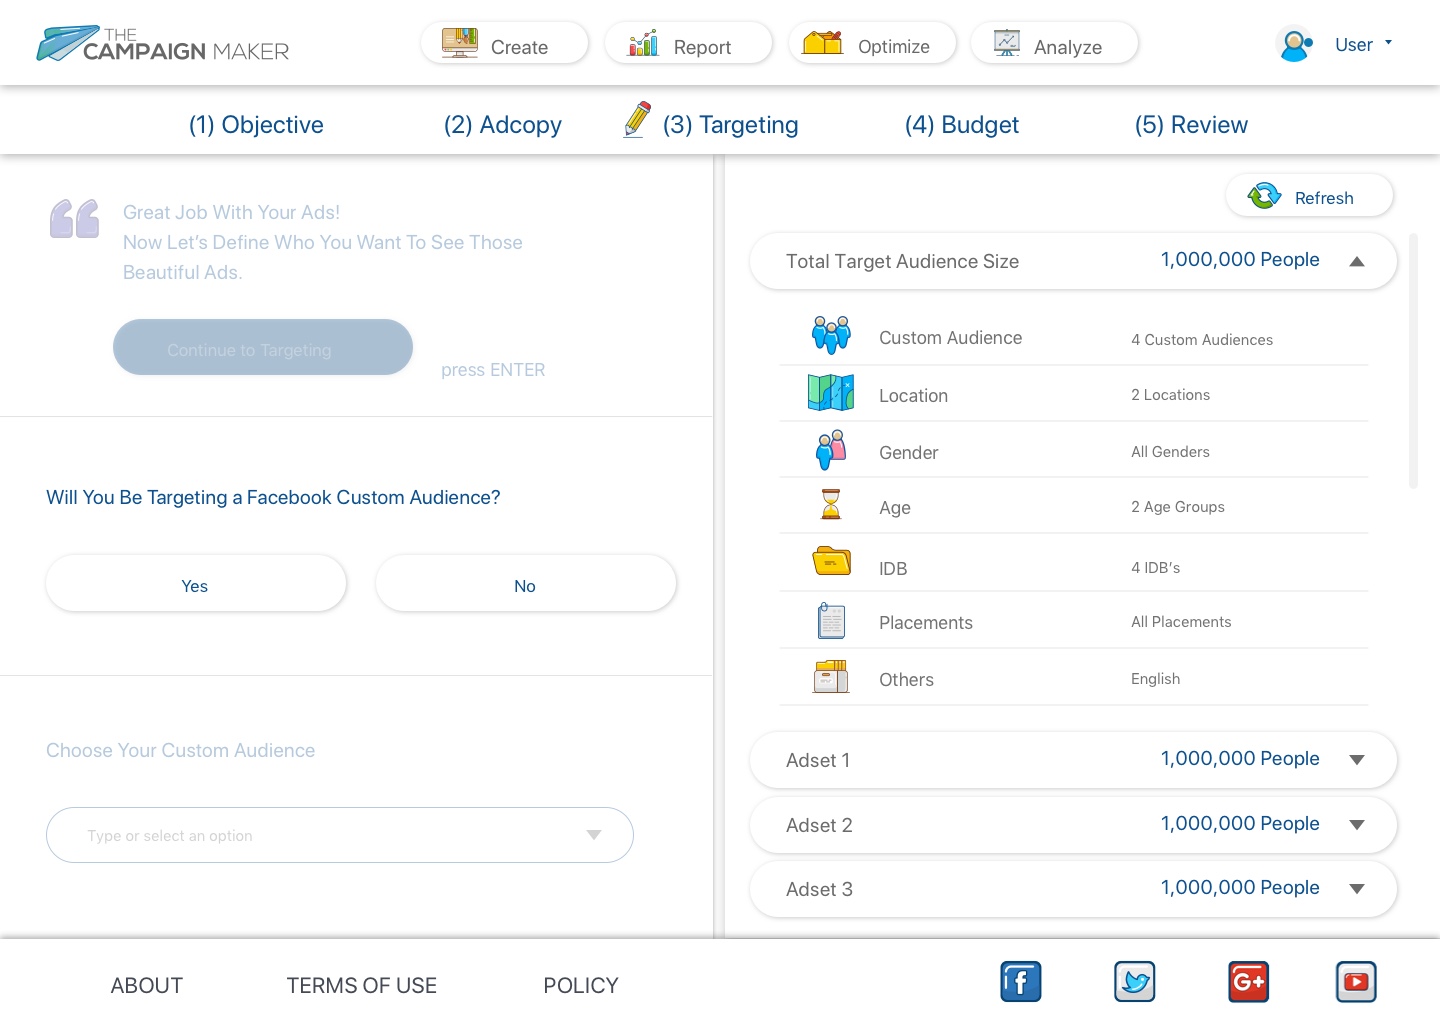 THE
CAMPAIGN MAKER
Create
Report
Optimize
Analyze
User
(1) Objective
(2) Adcopy
(3) Targeting
(4) Budget
(5) Review
Great Job With Your Ads!
Now Let's Define Who You Want To See Those
Beautiful Ads.
Continue to Targeting
press ENTER
Will You Be Targeting a Facebook Custom Audience?
Yes
No
Choose Your Custom Audience
Type or select an option
Refresh
Total Target Audience Size 1,000,000 People
Custom Audience 4 Custom Audiences
Location 2 Locations
Gender All Genders
Age 2 Age Groups
IDB 4 IDB's
Placements All Placements
Others English
Adset 1 1,000,000 People
Adset 2 1,000,000 People
Adset 3 1,000,000 People
ABOUT
TERMS OF USE
POLICY
f
G+